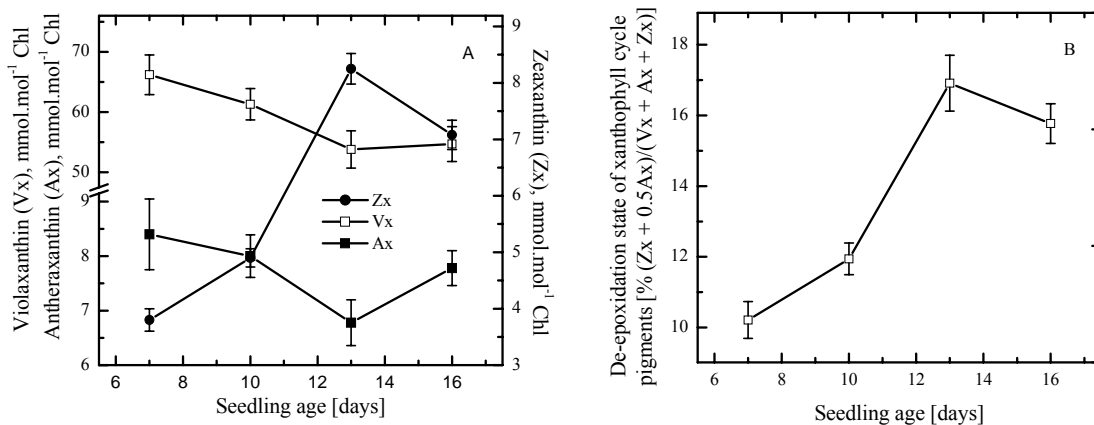 A
Violaxanthin (Vx), mmol.mol⁻¹ Chl
Antheraxanthin (Ax), mmol.mol⁻¹ Chl
70
60
50
9
8
7
6
Zx
Vx
Ax
9
8
7
6
5
4
3
Zeaxanthin (Zx), mmol.mol⁻¹ Chl
6 8 10 12 14 16
Seedling age [days]
B
De-epoxidation state of xanthophyll cycle
pigments [% (Zx + 0.5Ax)/(Vx + Ax + Zx)]
18
16
14
12
10
6 8 10 12 14 16
Seedling age [days]